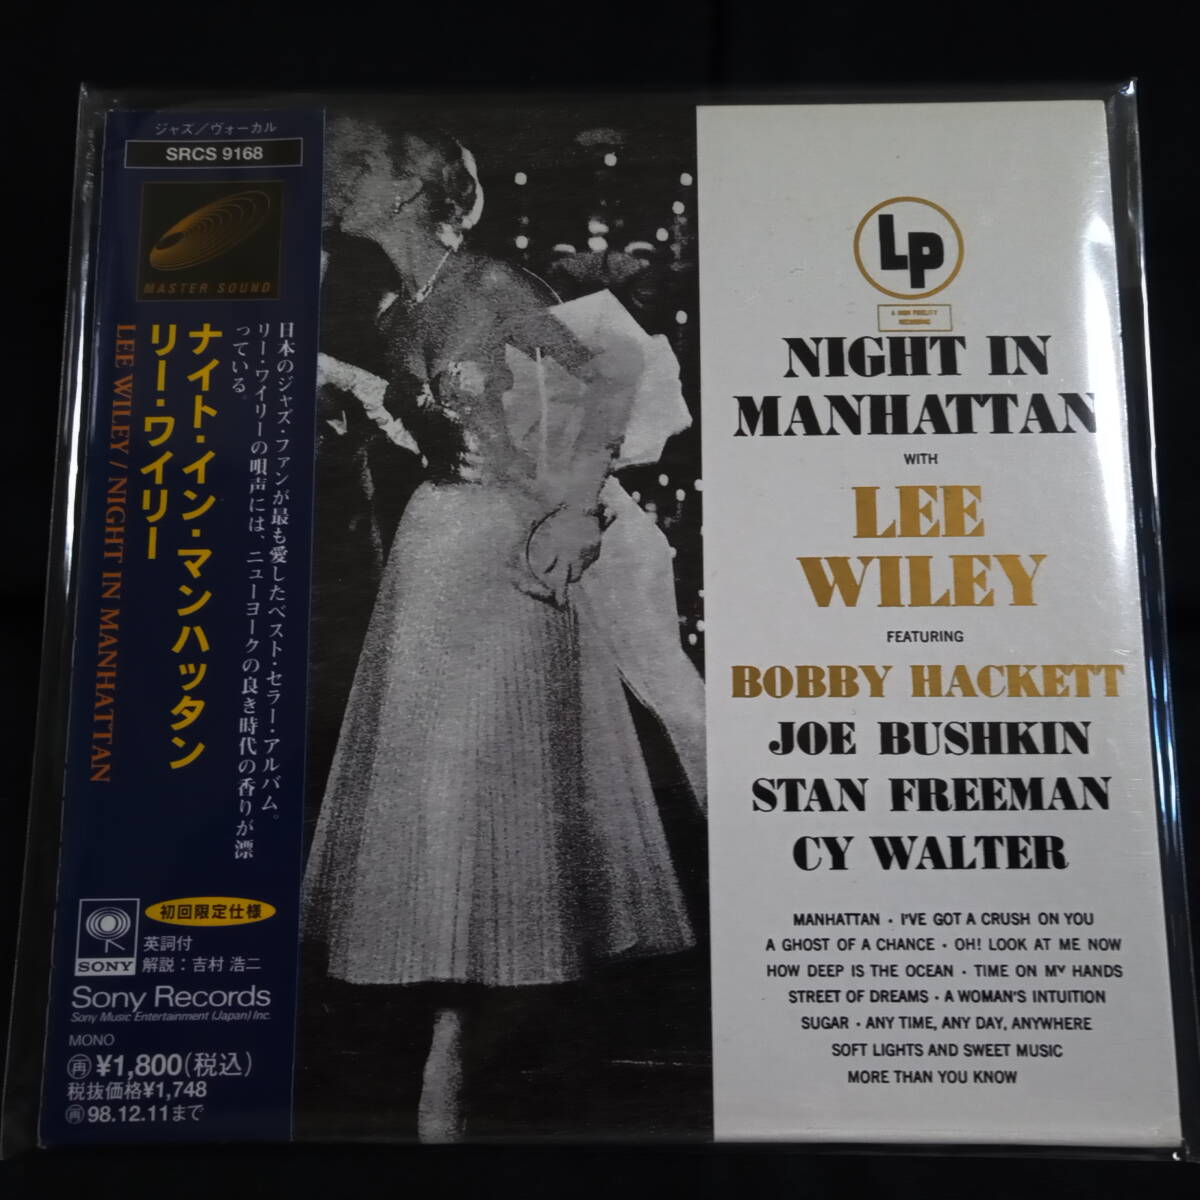 ジャズ/ヴォーカル
SRCS 9168
MASTER SOUND
ナイト・イン・マンハッタン
リー・ワイリー
LEE WILEY / NIGHT IN MANHATTAN
日本のジャズ・ファンが最も愛したベスト・セラー・アルバム。
リー・ワイリーの唄声には、ニューヨークの良き時代の香りが漂
っている。
初回限定仕様
英詞付
解説:吉村 浩二
SONY
Sony Records
Sony Music Entertainment (Japan) Inc.
MONO
再 ¥1,800(税込)
税抜価格¥1,748
再 98.12.11まで
LP
A HIGH FIDELITY
RECORDING
NIGHT IN
MANHATTAN
WITH
LEE
WILEY
FEATURING
BOBBY HACKETT
JOE BUSHKIN
STAN FREEMAN
CY WALTER
MANHATTAN · I'VE GOT A CRUSH ON YOU
A GHOST OF A CHANCE · OH! LOOK AT ME NOW
HOW DEEP IS THE OCEAN · TIME ON MY HANDS
STREET OF DREAMS · A WOMAN'S INTUITION
SUGAR · ANY TIME, ANY DAY, ANYWHERE
SOFT LIGHTS AND SWEET MUSIC
MORE THAN YOU KNOW